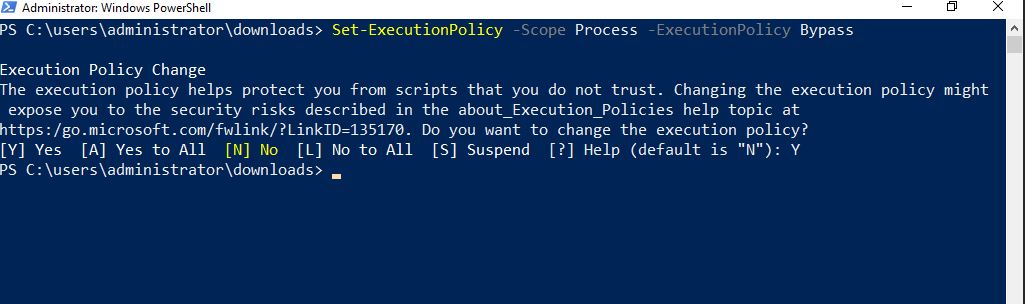 Administrator: Windows PowerShell
PS C:\users\administrator\downloads> Set-ExecutionPolicy -Scope Process -ExecutionPolicy Bypass
Execution Policy Change
The execution policy helps protect you from scripts that you do not trust. Changing the execution policy might
expose you to the security risks described in the about_Execution_Policies help topic at
https:/go.microsoft.com/fwlink/?LinkID=135170. Do you want to change the execution policy?
[Y] Yes  [A] Yes to All  [N] No  [L] No to All  [S] Suspend  [?] Help (default is "N"): Y
PS C:\users\administrator\downloads>